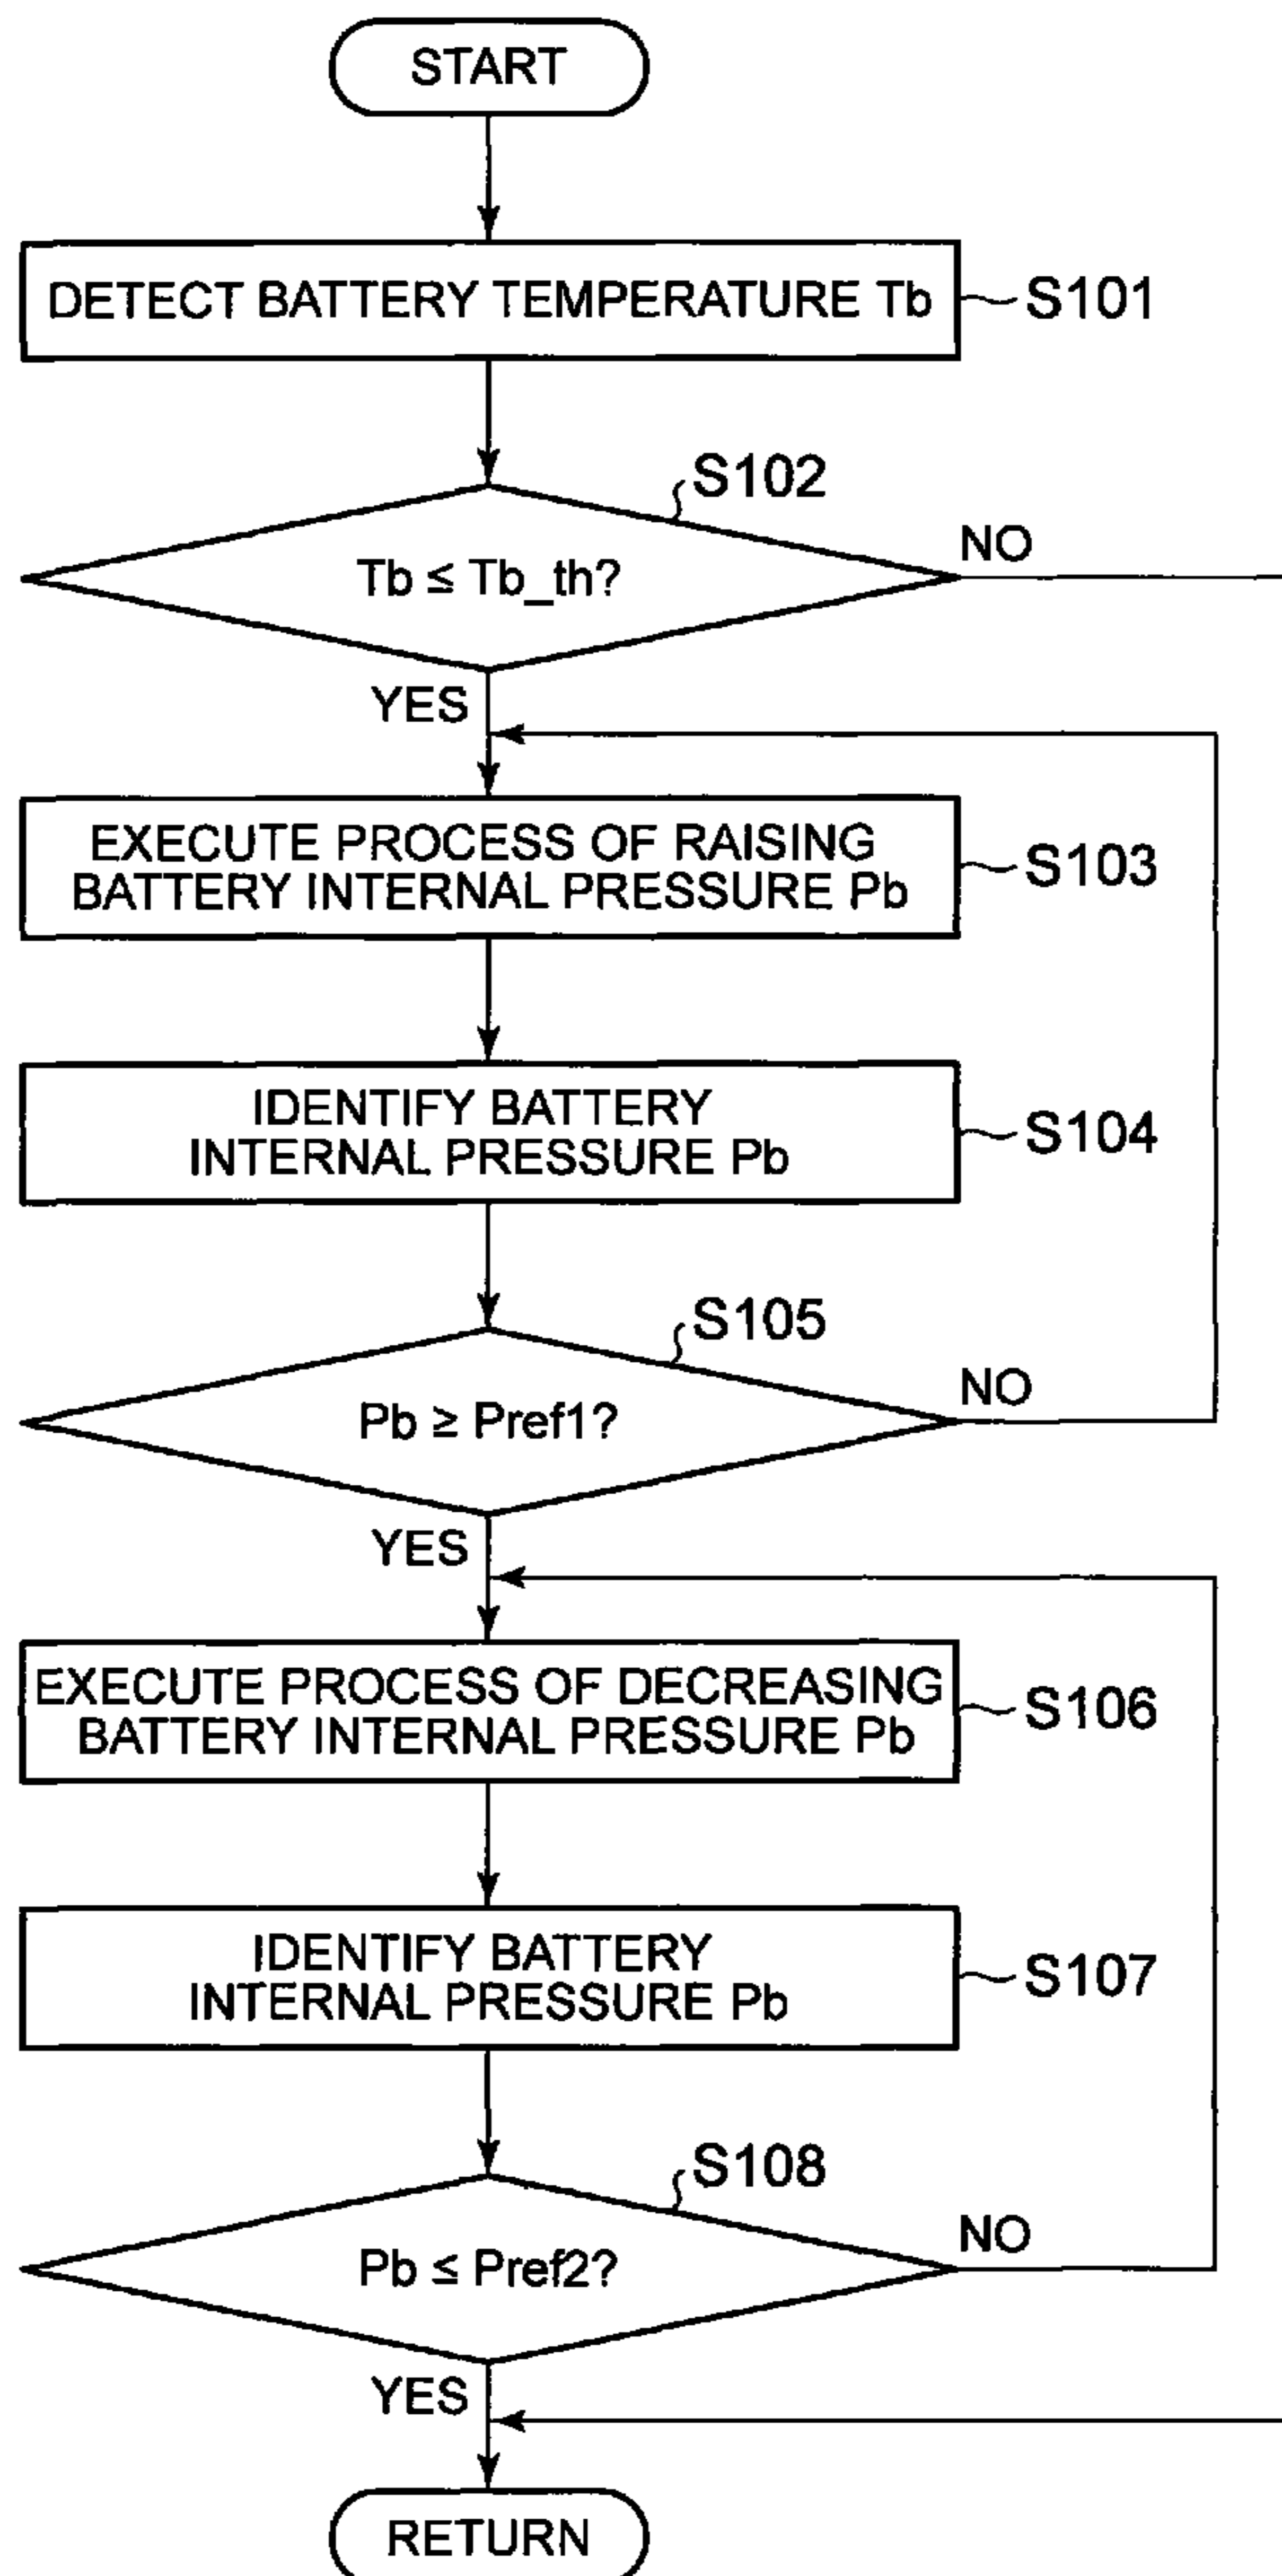 START
DETECT BATTERY TEMPERATURE Tb
S101
S102
Tb ≤ Tb_th?
NO
YES
EXECUTE PROCESS OF RAISING
BATTERY INTERNAL PRESSURE Pb
S103
IDENTIFY BATTERY
INTERNAL PRESSURE Pb
S104
S105
Pb ≥ Pref1?
NO
YES
EXECUTE PROCESS OF DECREASING
BATTERY INTERNAL PRESSURE Pb
S106
IDENTIFY BATTERY
INTERNAL PRESSURE Pb
S107
S108
Pb ≤ Pref2?
NO
YES
RETURN